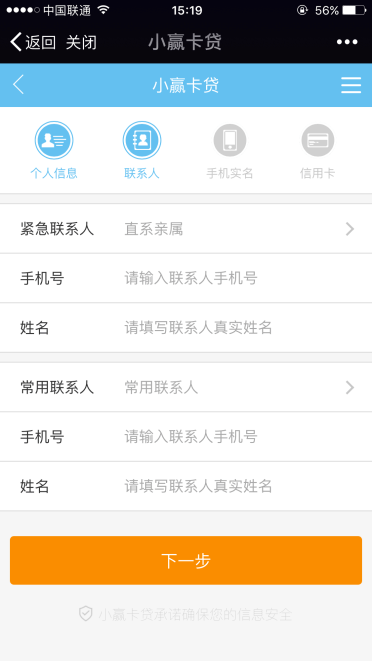 中国联通 15:19 56%
返回 关闭 小赢卡贷
小赢卡贷
个人信息 联系人 手机实名 信用卡
紧急联系人 直系亲属
手机号 请输入联系人手机号
姓名 请填写联系人真实姓名
常用联系人 常用联系人
手机号 请输入联系人手机号
姓名 请填写联系人真实姓名
下一步
小赢卡贷承诺确保您的信息安全